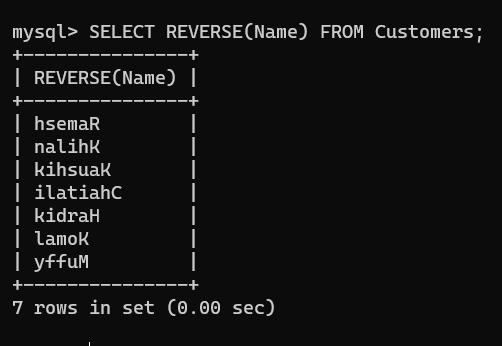 mysql> SELECT REVERSE(Name) FROM Customers;
+---------------+
| REVERSE(Name) |
+---------------+
| hsemaR        |
| nalihK        |
| kihsuaK       |
| ilatiahC      |
| kidraH        |
| lamoK         |
| yffuM         |
+---------------+
7 rows in set (0.00 sec)